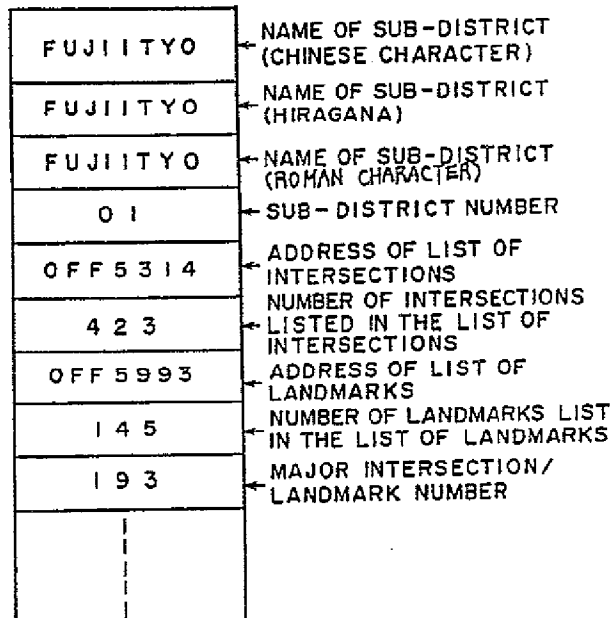 FUJIITYO
NAME OF SUB-DISTRICT
(CHINESE CHARACTER)
FUJIITYO
NAME OF SUB-DISTRICT
(HIRAGANA)
FUJIITYO
NAME OF SUB-DISTRICT
(ROMAN CHARACTER)
01
SUB-DISTRICT NUMBER
OFF5314
ADDRESS OF LIST OF
INTERSECTIONS
423
NUMBER OF INTERSECTIONS
LISTED IN THE LIST OF
INTERSECTIONS
OFF5993
ADDRESS OF LIST OF
LANDMARKS
145
NUMBER OF LANDMARKS LIST
IN THE LIST OF LANDMARKS
193
MAJOR INTERSECTION/
LANDMARK NUMBER